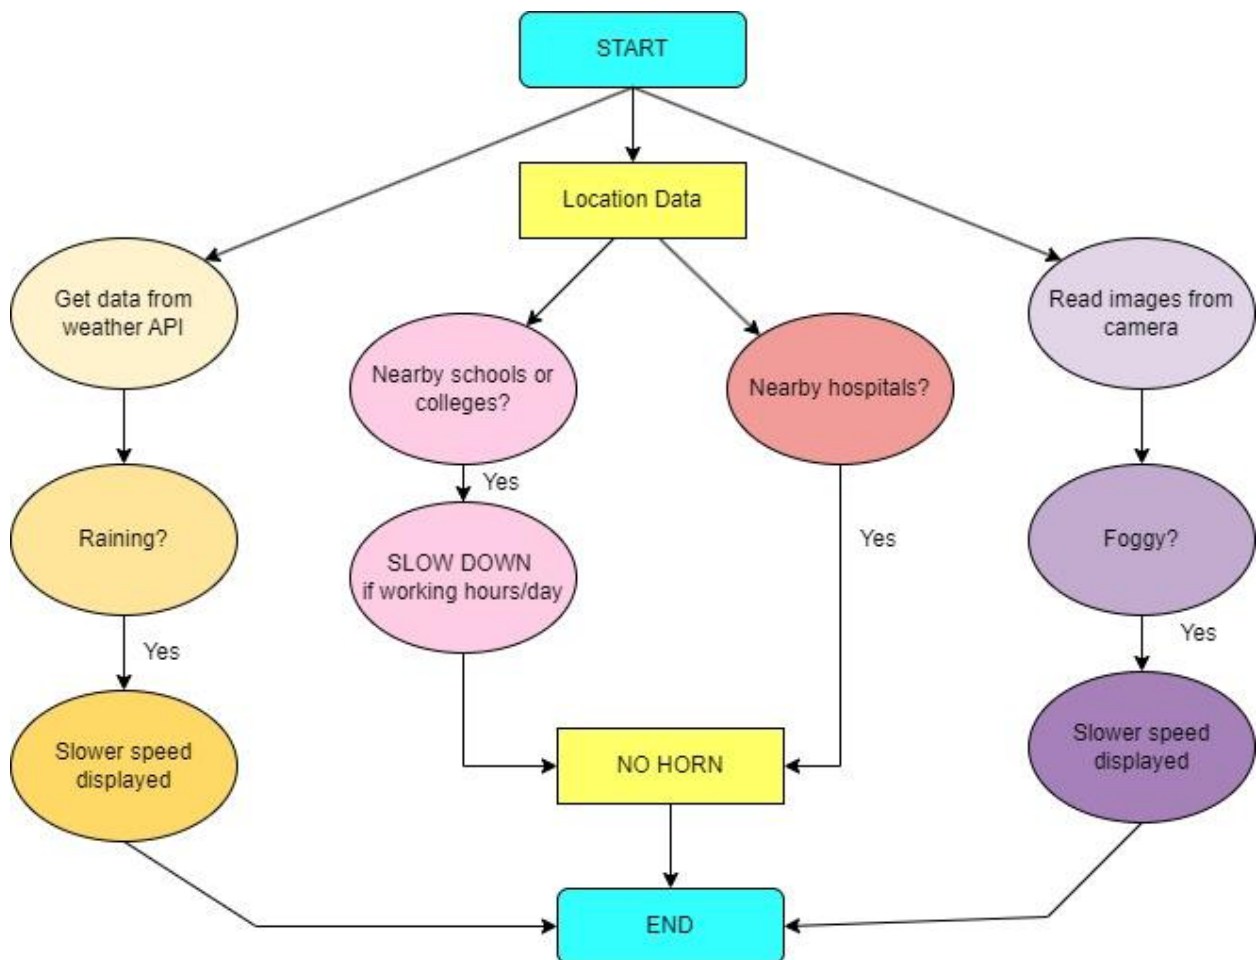 START
Location Data
Get data from
weather API
Read images from
camera
Nearby schools or
colleges?
Nearby hospitals?
Yes
Raining?
SLOW DOWN
if working hours/day
Yes
Foggy?
Yes
Yes
Slower speed
displayed
NO HORN
Slower speed
displayed
END